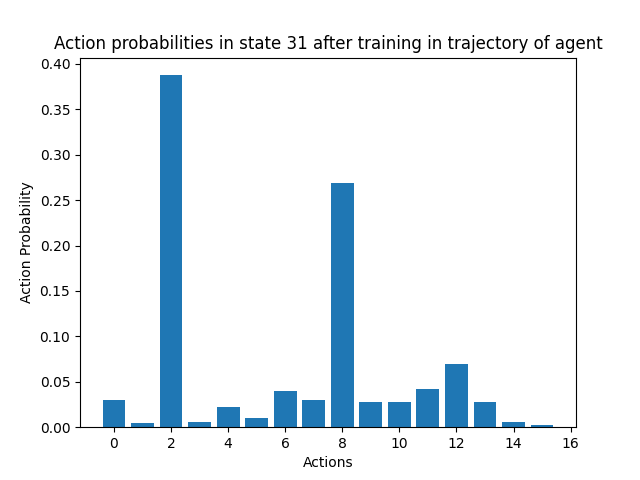 Action probabilities in state 31 after training in trajectory of agent
0.40
0.35
0.30
0.25
0.20
0.15
0.10
0.05
0.00
Action Probability
0 2 4 6 8 10 12 14 16
Actions